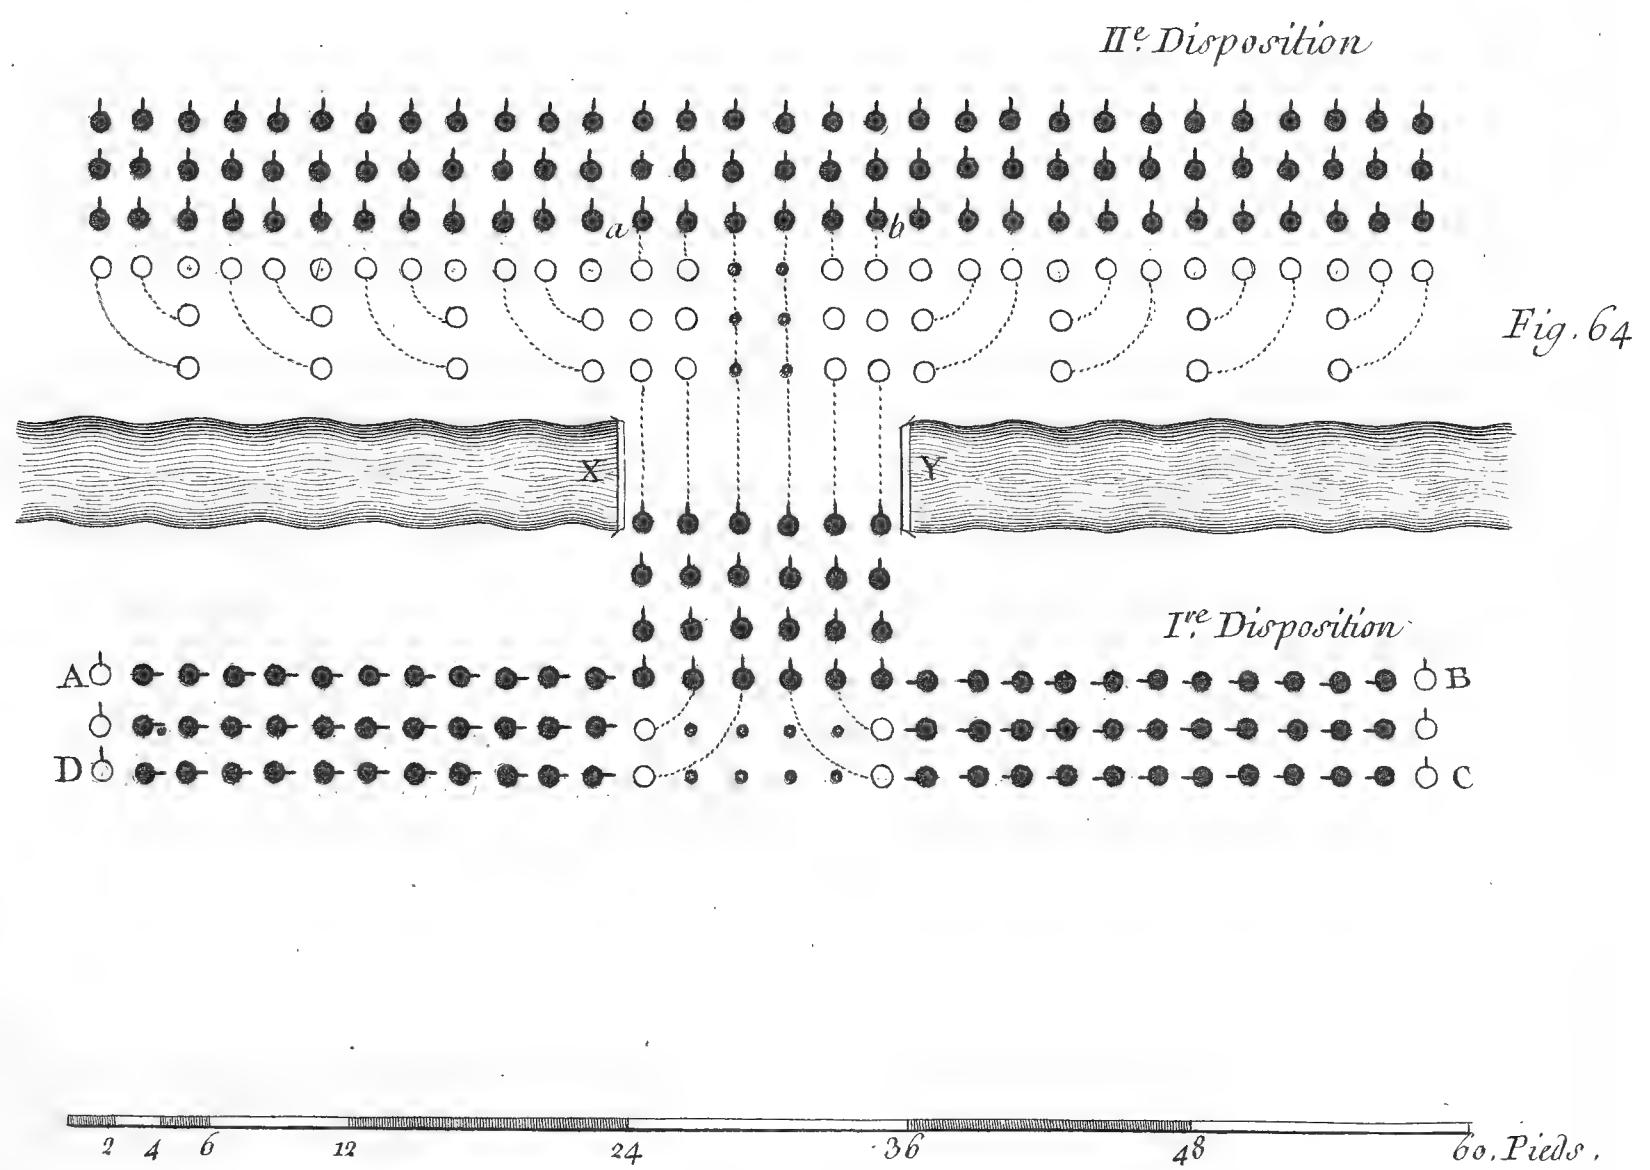 IIe. Disposition
a b
Fig. 64
X Y
Ire. Disposition
A B
D C
2 4 6 12 24 36 48 60. Pieds.